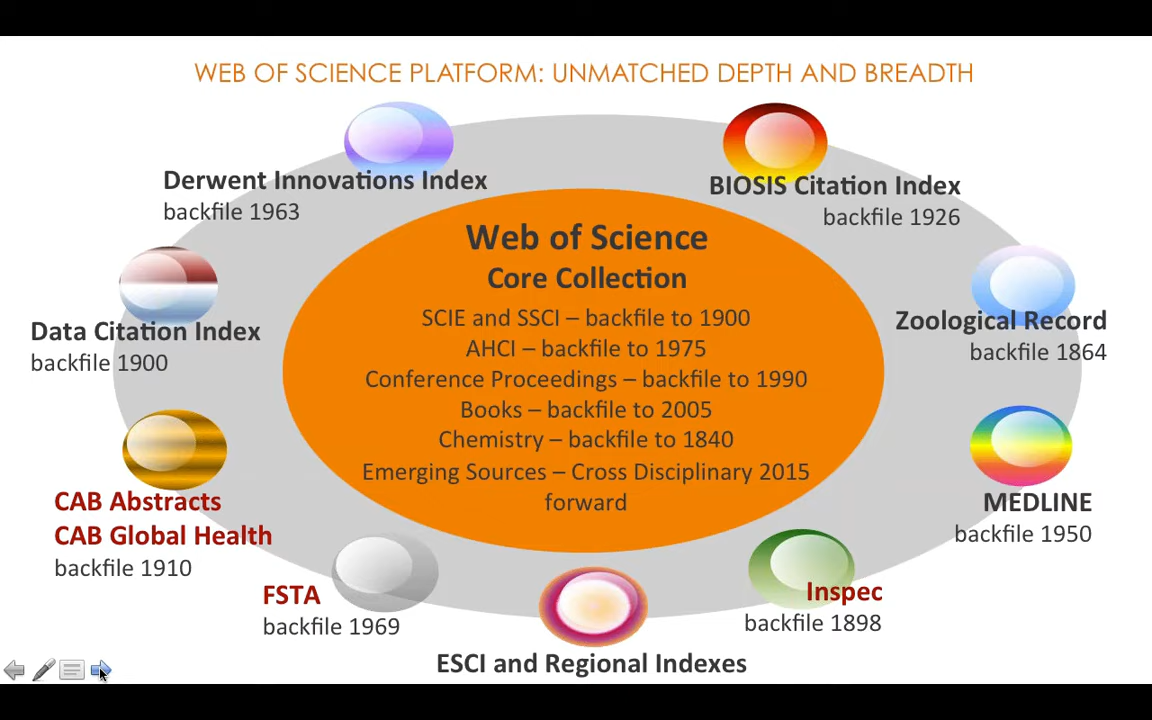 WEB OF SCIENCE PLATFORM: UNMATCHED DEPTH AND BREADTH
Derwent Innovations Index
backfile 1963
BIOSIS Citation Index
backfile 1926
Web of Science
Core Collection
SCIE and SSCI – backfile to 1900
AHCI – backfile to 1975
Conference Proceedings – backfile to 1990
Books – backfile to 2005
Chemistry – backfile to 1840
Emerging Sources – Cross Disciplinary 2015
forward
Data Citation Index
backfile 1900
Zoological Record
backfile 1864
CAB Abstracts
CAB Global Health
backfile 1910
MEDLINE
backfile 1950
FSTA
backfile 1969
Inspec
backfile 1898
ESCI and Regional Indexes